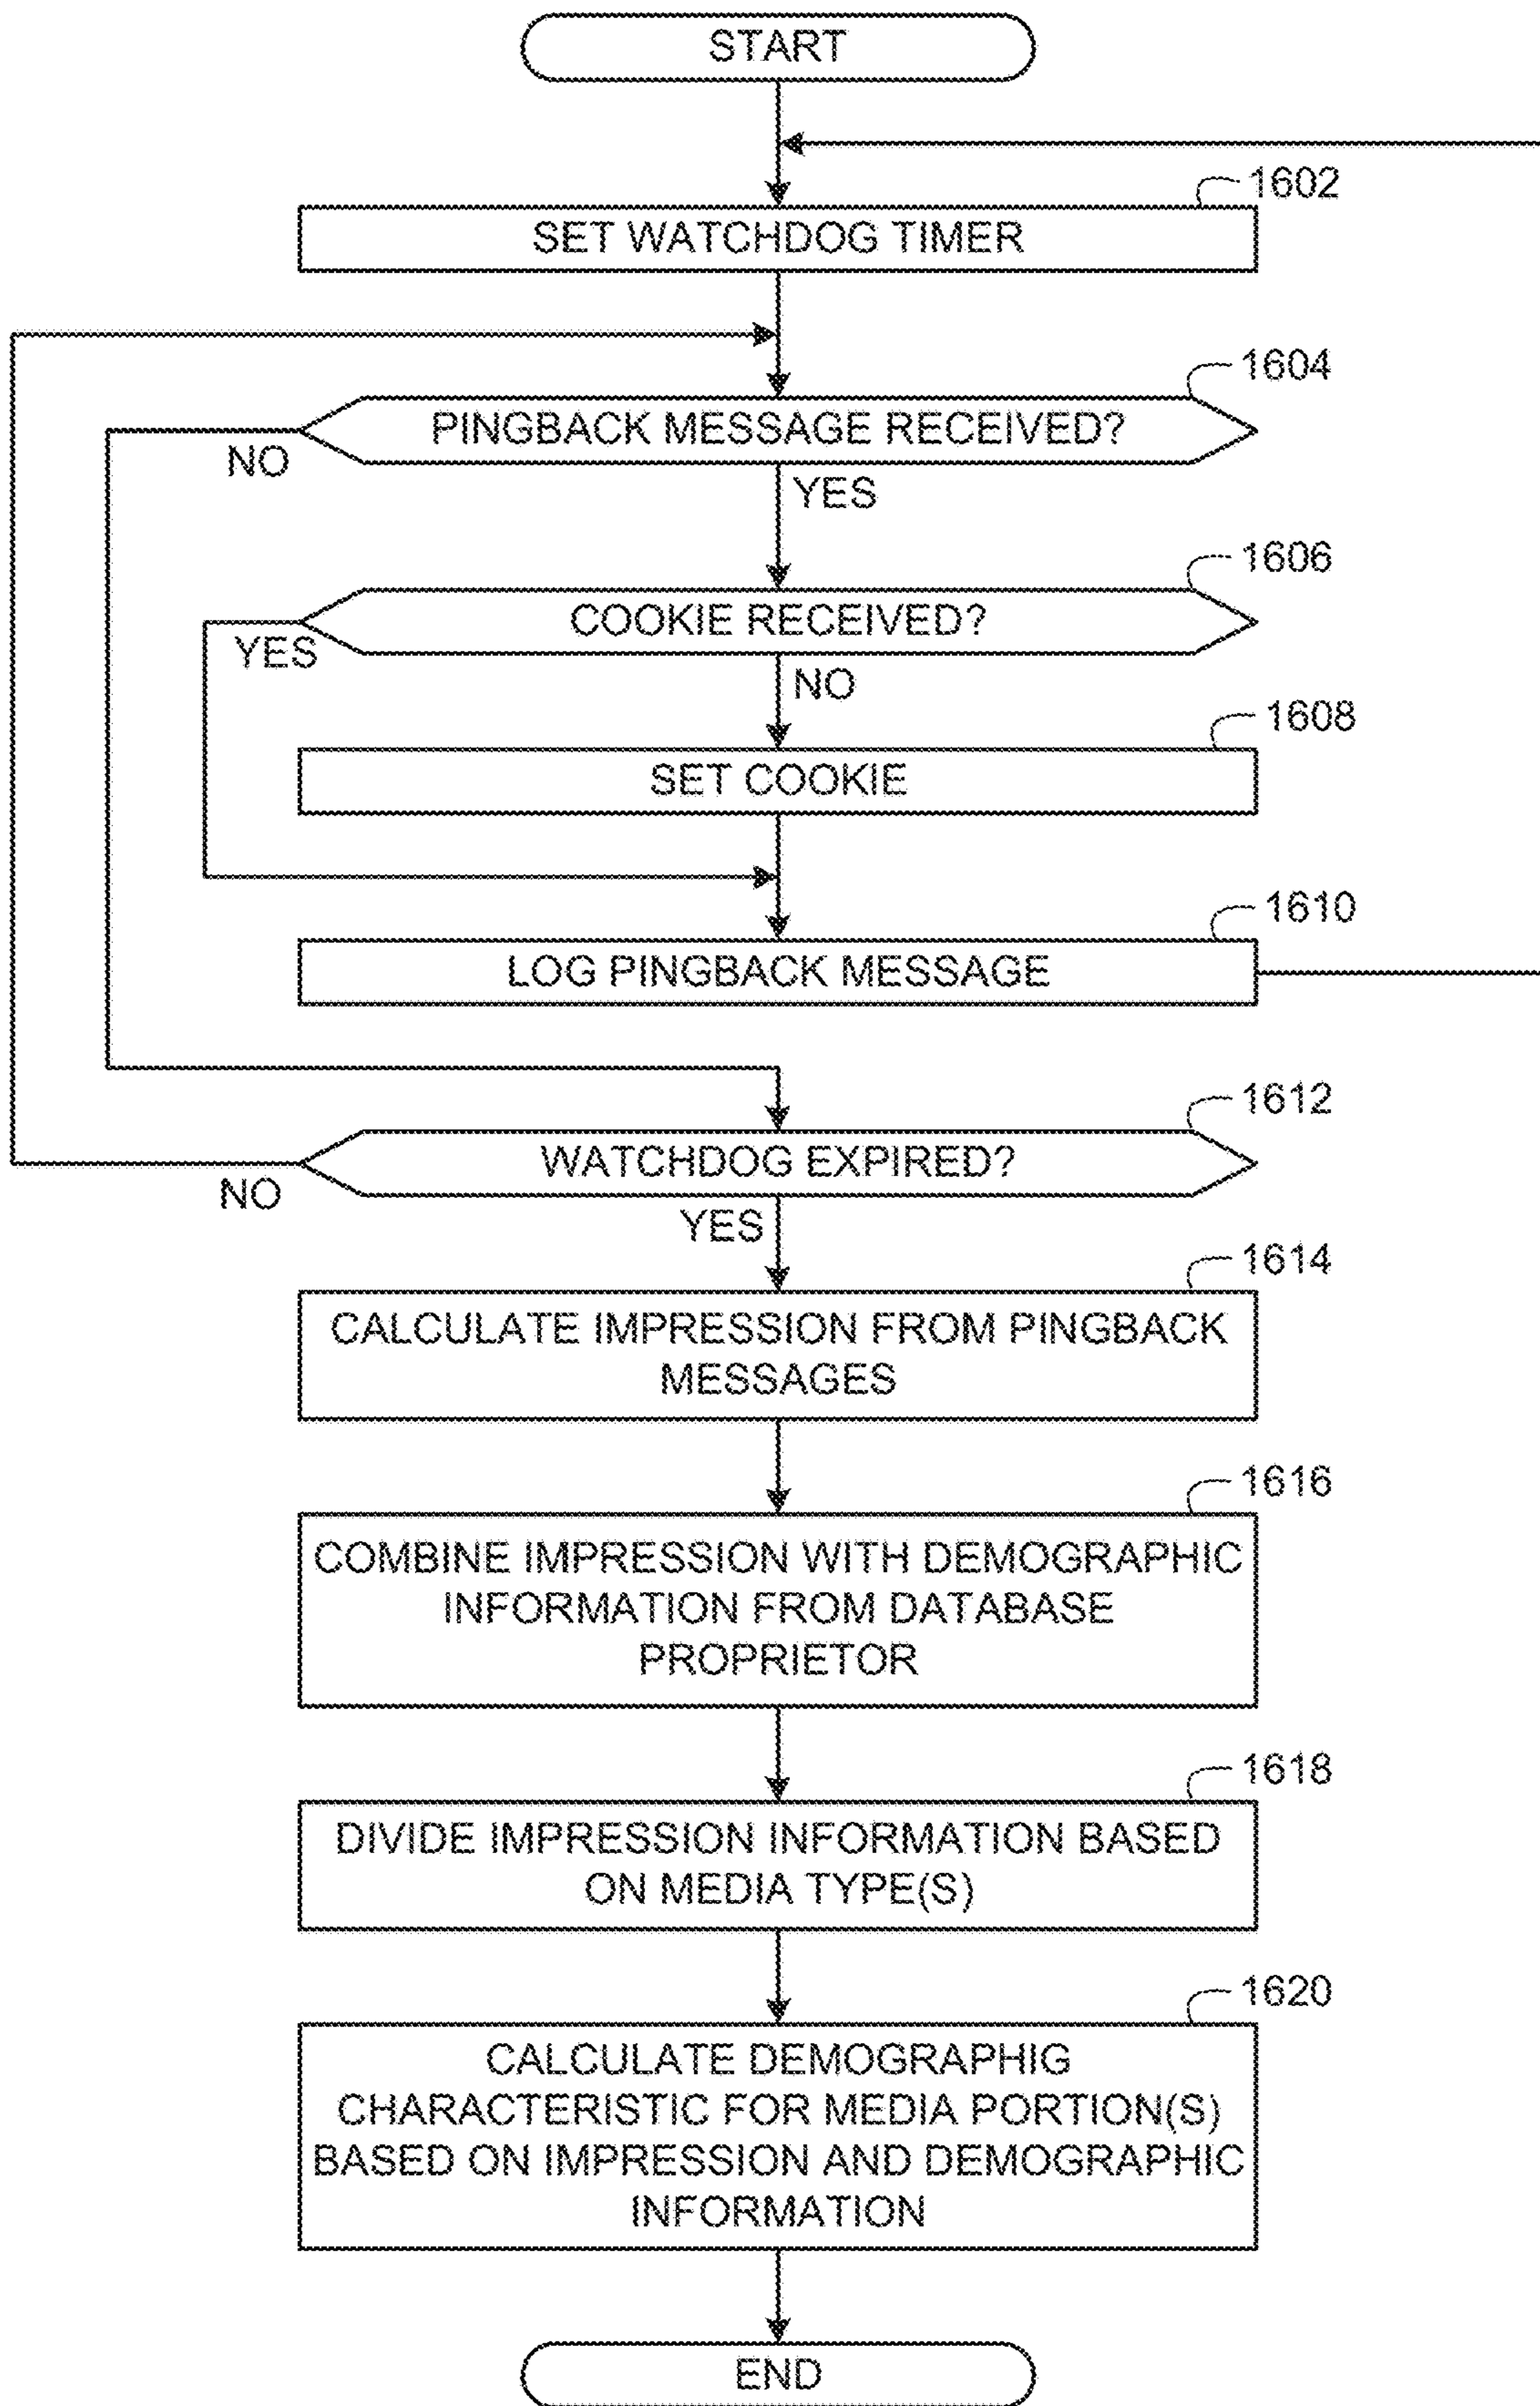 START
1602
SET WATCHDOG TIMER
1604
PINGBACK MESSAGE RECEIVED?
NO
YES
1606
COOKIE RECEIVED?
YES
NO
1608
SET COOKIE
1610
LOG PINGBACK MESSAGE
1612
WATCHDOG EXPIRED?
NO
YES
1614
CALCULATE IMPRESSION FROM PINGBACK
MESSAGES
1616
COMBINE IMPRESSION WITH DEMOGRAPHIC
INFORMATION FROM DATABASE
PROPRIETOR
1618
DIVIDE IMPRESSION INFORMATION BASED
ON MEDIA TYPE(S)
1620
CALCULATE DEMOGRAPHIG
CHARACTERISTIC FOR MEDIA PORTION(S)
BASED ON IMPRESSION AND DEMOGRAPHIC
INFORMATION
END